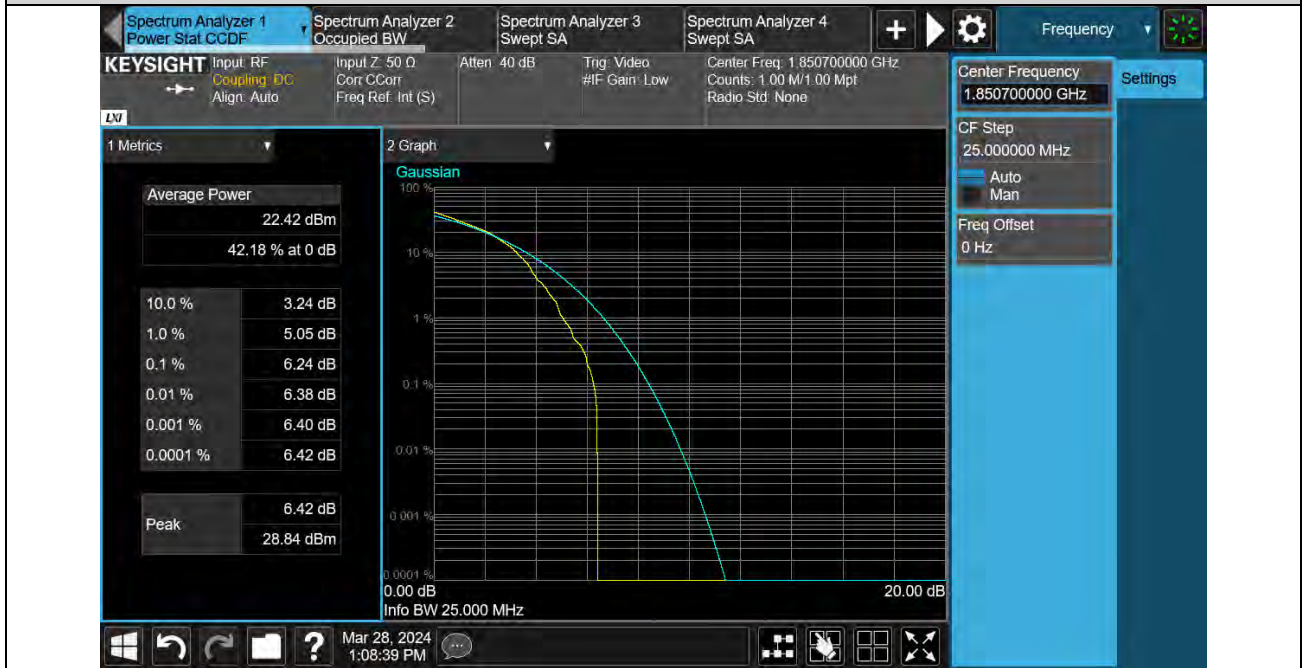 Spectrum Analyzer 1
Power Stat CCDF
Spectrum Analyzer 2
Occupied BW
Spectrum Analyzer 3
Swept SA
Spectrum Analyzer 4
Swept SA
+
Frequency
KEYSIGHT
LXI
Input: RF
Coupling: DC
Align: Auto
Input Z: 50 Ω
Corr CCorr
Freq Ref: Int (S)
Atten: 40 dB
Trig: Video
#IF Gain: Low
Center Freq: 1.850700000 GHz
Counts: 1.00 M/1.00 Mpt
Radio Std: None
Center Frequency
1.850700000 GHz
Settings
CF Step
25.000000 MHz
Auto
Man
Freq Offset
0 Hz
1 Metrics
Average Power
22.42 dBm
42.18 % at 0 dB
10.0 % 3.24 dB
1.0 % 5.05 dB
0.1 % 6.24 dB
0.01 % 6.38 dB
0.001 % 6.40 dB
0.0001 % 6.42 dB
Peak
6.42 dB
28.84 dBm
2 Graph
Gaussian
100 %
10 %
1 %
0.1 %
0.01 %
0.001 %
0.0001 %
0.00 dB 20.00 dB
Info BW 25.000 MHz
?
Mar 28, 2024
1:08:39 PM